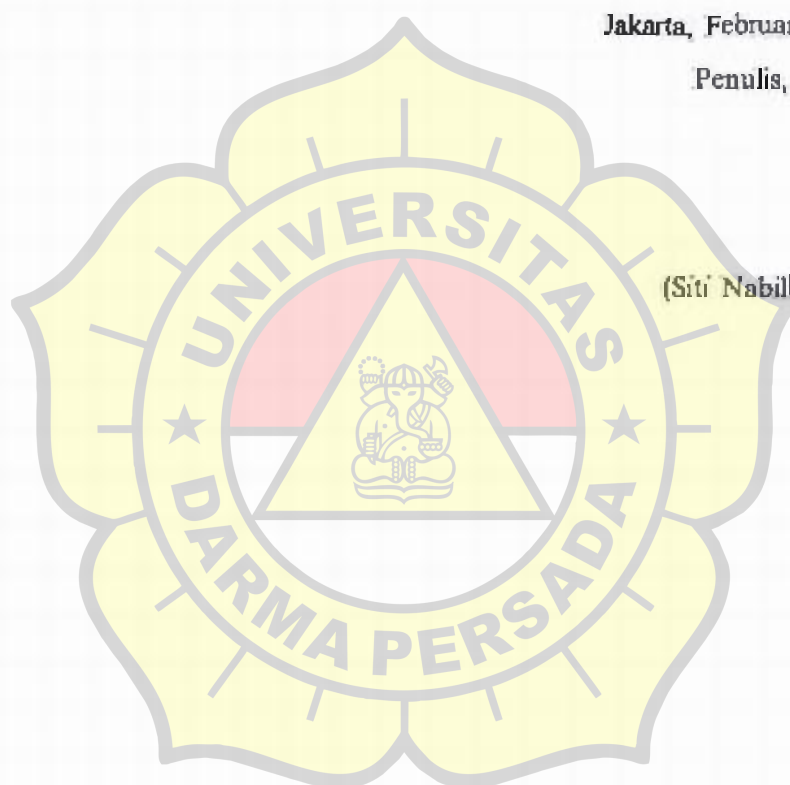 Jakarta, Februar
Penulis,
(Siti Nabil
UNIVERSITAS
DARMA PERSADA